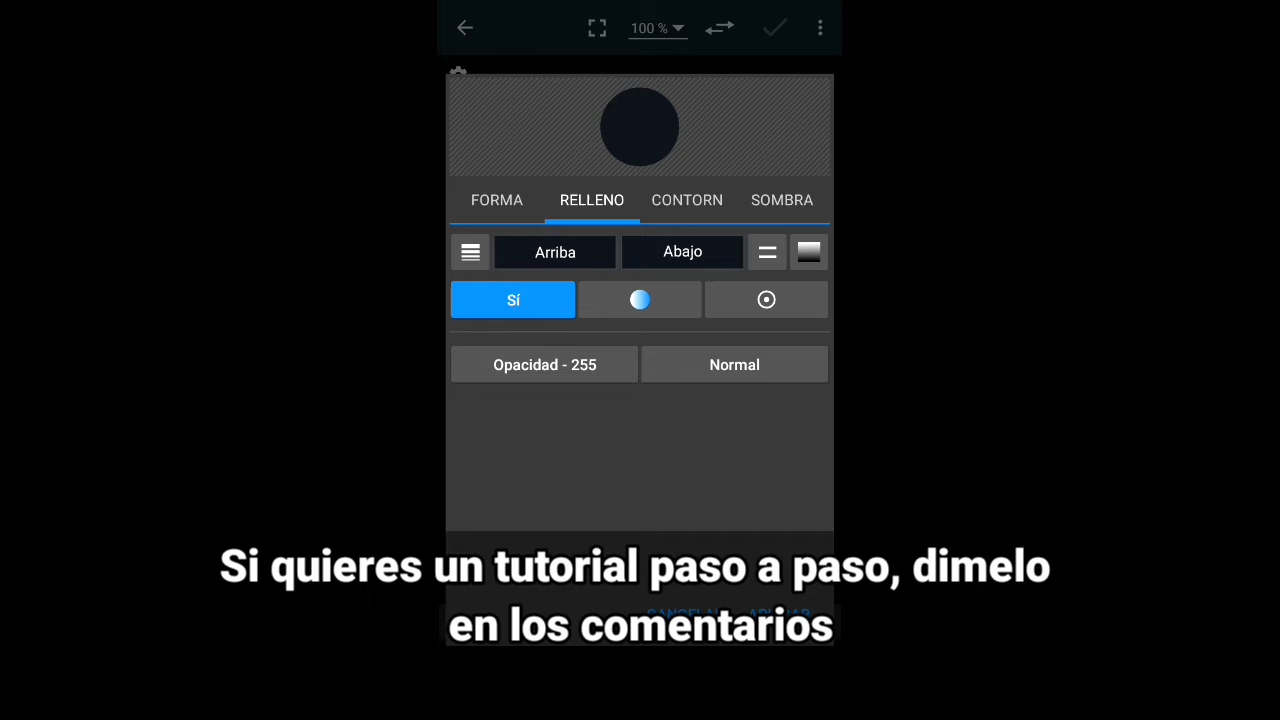 100 %
FORMA RELLENO CONTORN SOMBRA
Arriba Abajo
Sí
Opacidad - 255 Normal
Si quieres un tutorial paso a paso, dimelo
en los comentarios